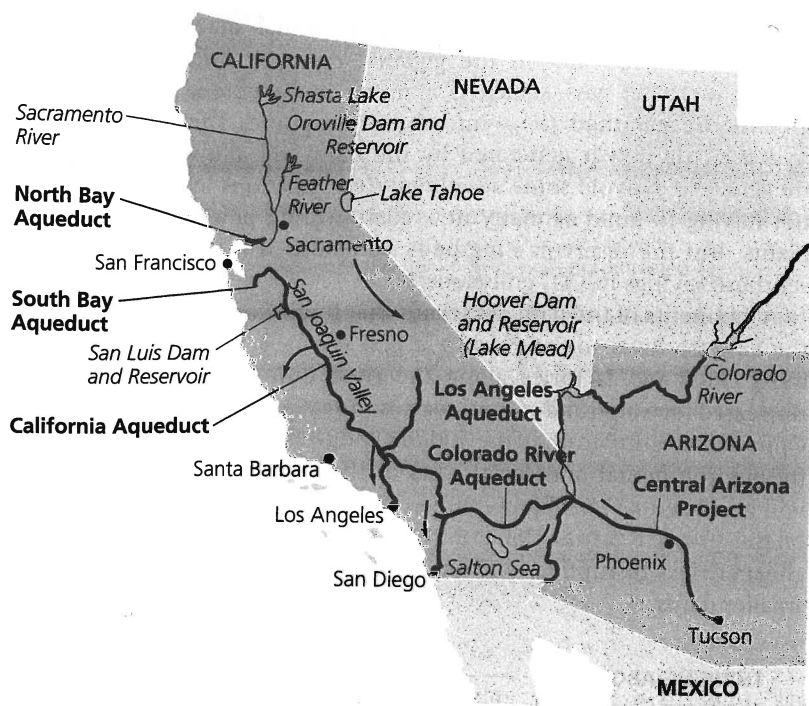 CALIFORNIA
NEVADA
UTAH
Shasta Lake
Sacramento
River
Oroville Dam and
Reservoir
Feather
River
Lake Tahoe
North Bay
Aqueduct
Sacramento
San Francisco
South Bay
Aqueduct
San Joaquin Valley
Fresno
Hoover Dam
and Reservoir
(Lake Mead)
San Luis Dam
and Reservoir
Colorado
River
Los Angeles
Aqueduct
California Aqueduct
ARIZONA
Colorado River
Aqueduct
Santa Barbara
Central Arizona
Project
Los Angeles
Phoenix
Salton Sea
San Diego
Tucson
MEXICO